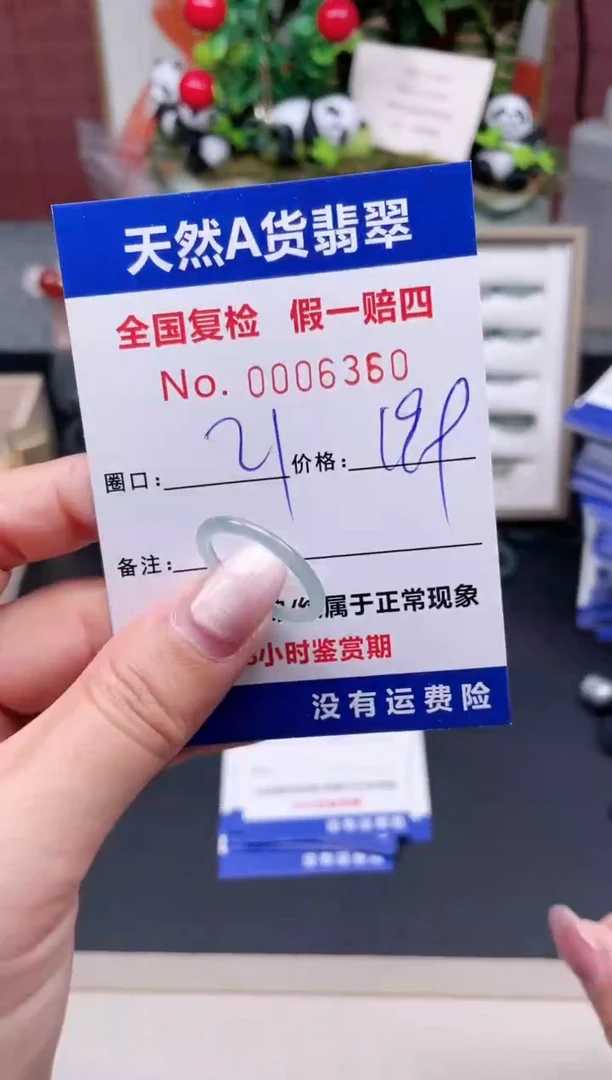 天然A货翡翠
全国复检 假一赔四
No. 0006360
圈口: 21 价格: 198
备注:
属于正常现象
小时鉴赏期
没有运费险